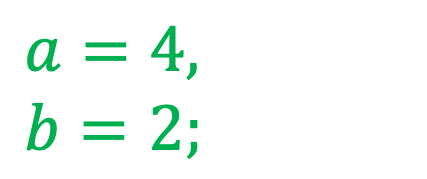 a = 4,
b = 2;